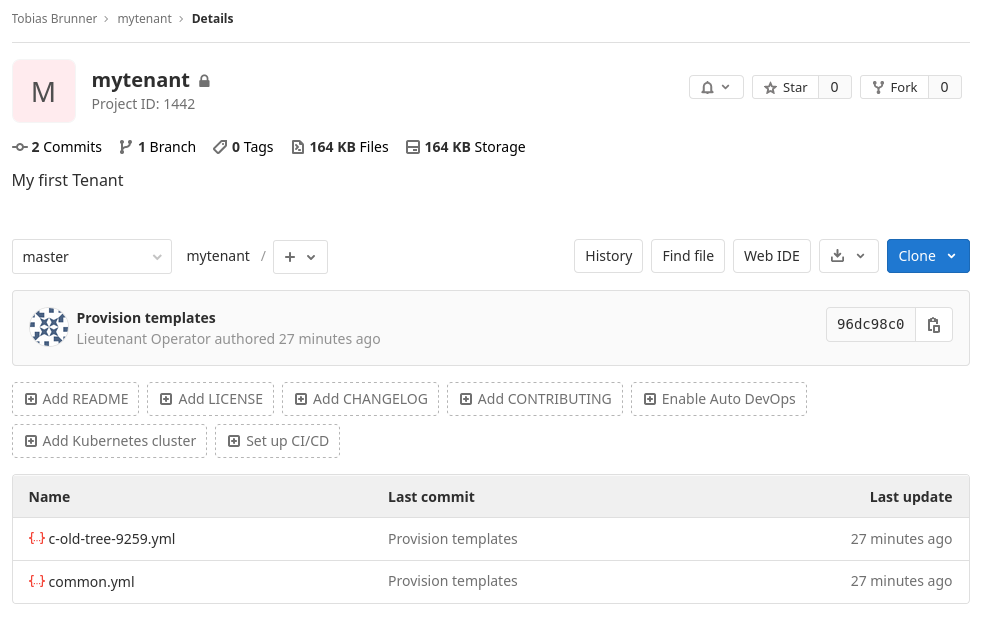 Tobias Brunner › mytenant › Details
M
mytenant
Project ID: 1442
Star 0 Fork 0
2 Commits 1 Branch 0 Tags 164 KB Files 164 KB Storage
My first Tenant
master mytenant / + History Find file Web IDE Clone
Provision templates
Lieutenant Operator authored 27 minutes ago
96dc98c0
Add README Add LICENSE Add CHANGELOG Add CONTRIBUTING Enable Auto DevOps
Add Kubernetes cluster Set up CI/CD
Name Last commit Last update
c-old-tree-9259.yml Provision templates 27 minutes ago
common.yml Provision templates 27 minutes ago